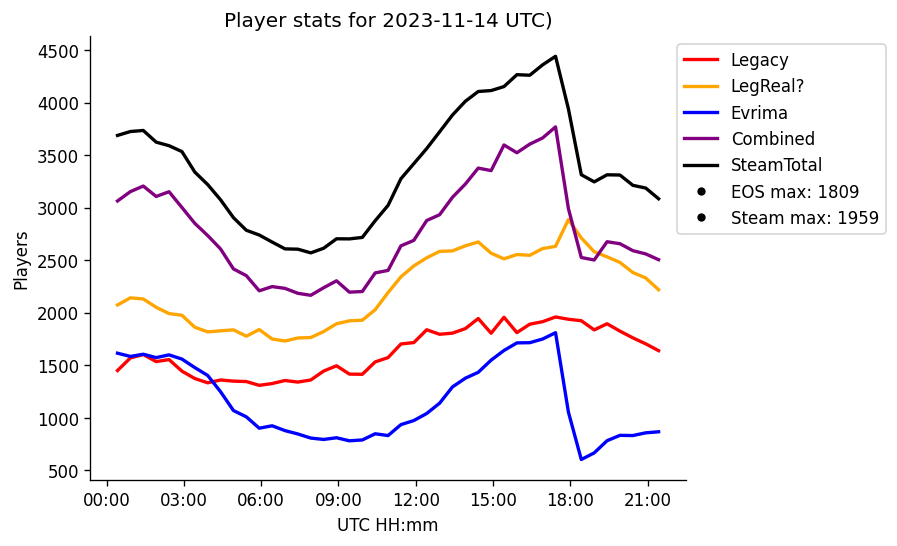 Player stats for 2023-11-14 UTC)
4500
4000
3500
3000
2500
2000
1500
1000
500
Players
00:00 03:00 06:00 09:00 12:00 15:00 18:00 21:00
UTC HH:mm
Legacy
LegReal?
Evrima
Combined
SteamTotal
EOS max: 1809
Steam max: 1959